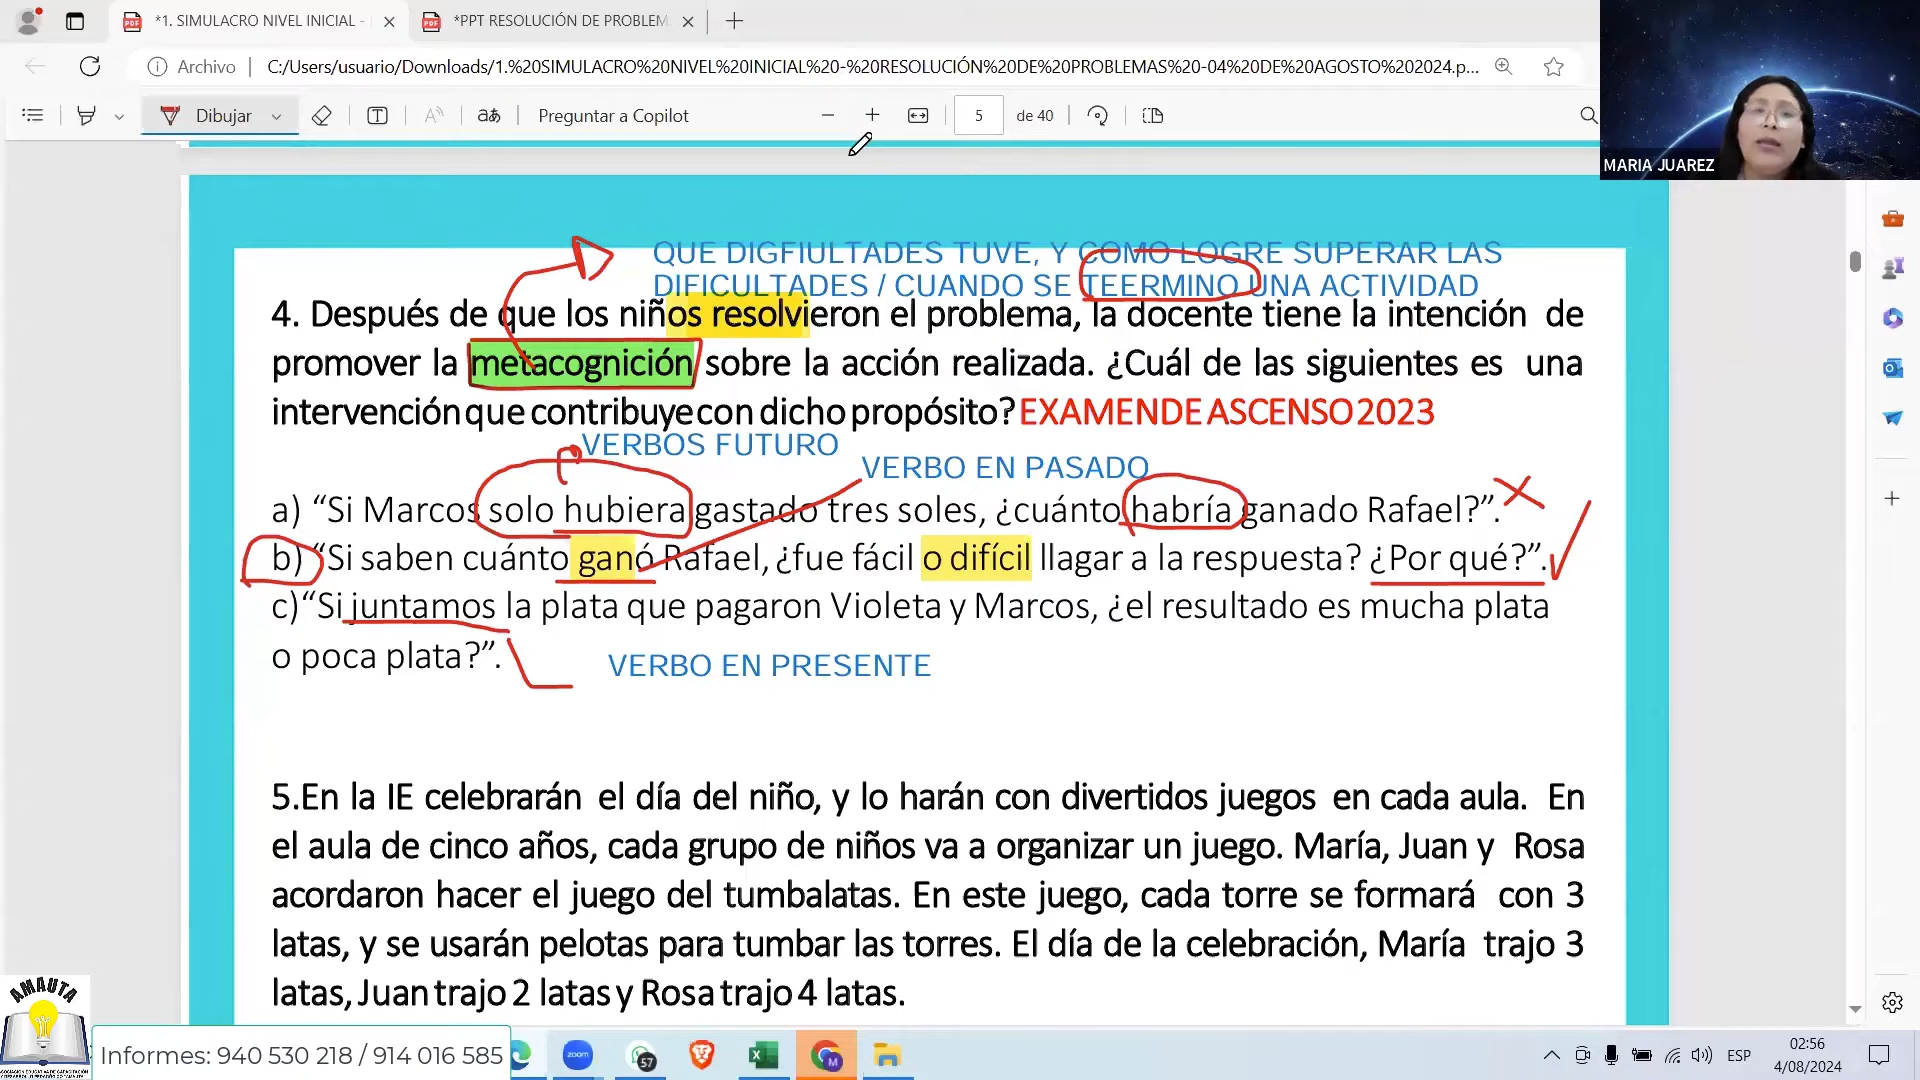 *1. SIMULACRO NIVEL INICIAL -
*PPT RESOLUCIÓN DE PROBLEM
Archivo
C:/Users/usuario/Downloads/1.%20SIMULACRO%20NIVEL%20INICIAL%20-%20RESOLUCIÓN%20DE%20PROBLEMAS%20-04%20DE%20AGOSTO%202024.p...
Dibujar
Preguntar a Copilot
5
de 40
MARIA JUAREZ
QUE DIGFIULTADES TUVE, Y COMO LOGRE SUPERAR LAS
DIFICULTADES / CUANDO SE TEERMINO UNA ACTIVIDAD
4. Después de que los niños resolvieron el problema, la docente tiene la intención de
promover la metacognición sobre la acción realizada. ¿Cuál de las siguientes es una
intervención que contribuye con dicho propósito? EXAMEN DE ASCENSO 2023
VERBOS FUTURO
VERBO EN PASADO
a) “Si Marcos solo hubiera gastado tres soles, ¿cuánto habría ganado Rafael?”.
b) “Si saben cuánto ganó Rafael, ¿fue fácil o difícil llagar a la respuesta? ¿Por qué?”.
c)“Si juntamos la plata que pagaron Violeta y Marcos, ¿el resultado es mucha plata
o poca plata?”.
VERBO EN PRESENTE
5.En la IE celebrarán el día del niño, y lo harán con divertidos juegos en cada aula. En
el aula de cinco años, cada grupo de niños va a organizar un juego. María, Juan y Rosa
acordaron hacer el juego del tumbalatas. En este juego, cada torre se formará con 3
latas, y se usarán pelotas para tumbar las torres. El día de la celebración, María trajo 3
latas, Juan trajo 2 latas y Rosa trajo 4 latas.
AMAUTA
Informes: 940 530 218 / 914 016 585
zoom
57
ESP
02:56
4/08/2024